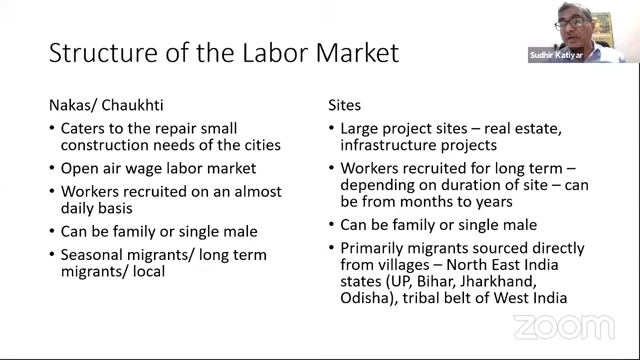 Structure of the Labor Market
Sudhir Katiyar
Nakas/ Chaukhti
• Caters to the repair small
construction needs of the cities
• Open air wage labor market
• Workers recruited on an almost
daily basis
• Can be family or single male
• Seasonal migrants/ long term
migrants/ local
Sites
• Large project sites – real estate,
infrastructure projects
• Workers recruited for long term –
depending on duration of site – can
be from months to years
• Can be family or single male
• Primarily migrants sourced directly
from villages – North East India
states (UP, Bihar, Jharkhand,
Odisha), tribal belt of West India
zoom